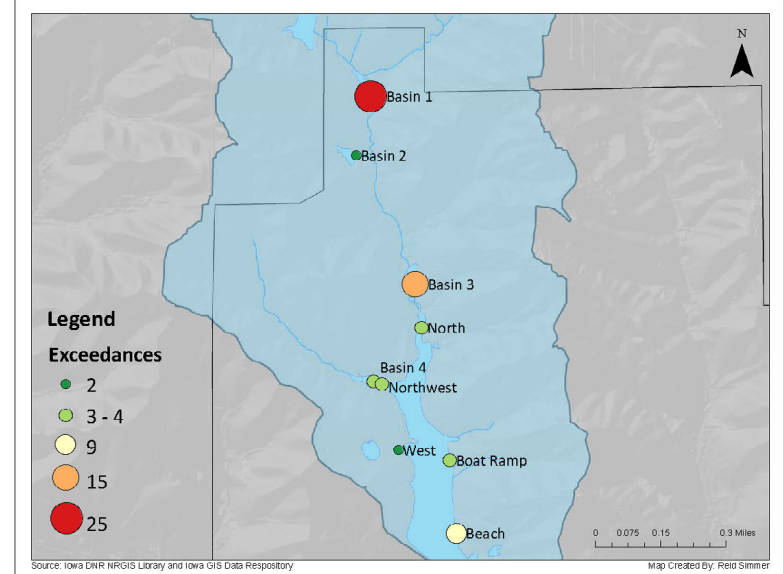 N
Basin 1
Basin 2
Basin 3
North
Basin 4
Northwest
West
Boat Ramp
Beach
Legend
Exceedances
2
3 - 4
9
15
25
0 0.075 0.15 0.3 Miles
Source: Iowa DNR NRGIS Library and Iowa GIS Data Respository
Map Created By: Reid Simmer